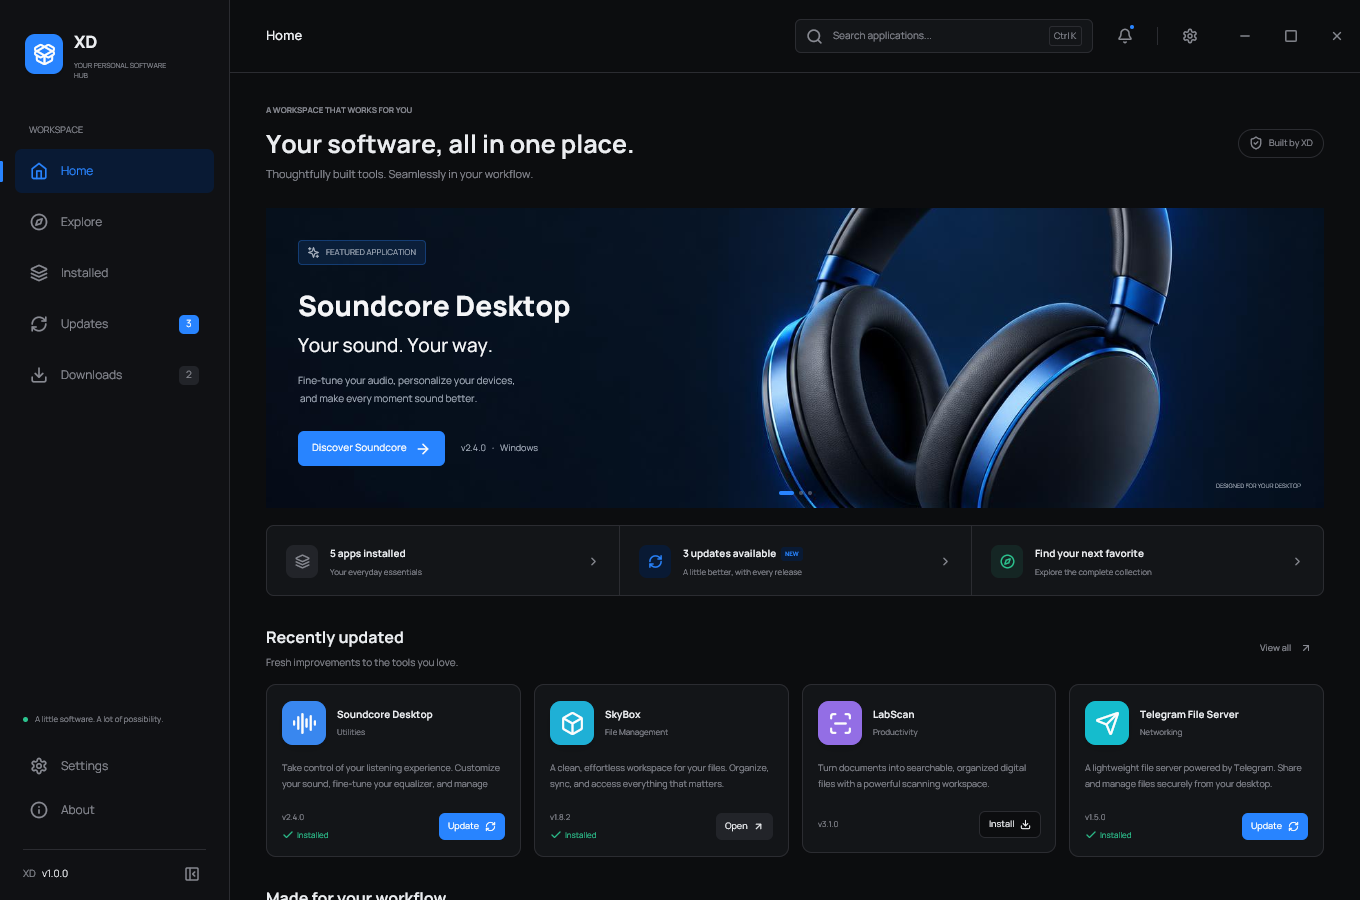 XD
YOUR PERSONAL SOFTWARE
HUB
WORKSPACE
Home
Explore
Installed
Updates 3
Downloads 2
A little software. A lot of possibility.
Settings
About
XD v1.0.0
Home
Search applications...
Ctrl K
A WORKSPACE THAT WORKS FOR YOU
Your software, all in one place.
Thoughtfully built tools. Seamlessly in your workflow.
Built by XD
FEATURED APPLICATION
Soundcore Desktop
Your sound. Your way.
Fine-tune your audio, personalize your devices,
and make every moment sound better.
Discover Soundcore
v2.4.0 · Windows
DESIGNED FOR YOUR DESKTOP
5 apps installed
Your everyday essentials
3 updates available NEW
A little better, with every release
Find your next favorite
Explore the complete collection
Recently updated
Fresh improvements to the tools you love.
View all
Soundcore Desktop
Utilities
Take control of your listening experience. Customize
your sound, fine-tune your equalizer, and manage
v2.4.0
Installed
Update
SkyBox
File Management
A clean, effortless workspace for your files. Organize,
sync, and access everything that matters.
v1.8.2
Installed
Open
LabScan
Productivity
Turn documents into searchable, organized digital
files with a powerful scanning workspace.
v3.1.0
Install
Telegram File Server
Networking
A lightweight file server powered by Telegram. Share
and manage files securely from your desktop.
v1.5.0
Installed
Update
Made for your workflow